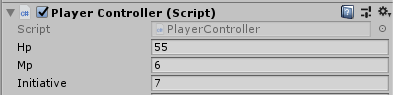 Player Controller (Script)
Script PlayerController
Hp 55
Mp 6
Initiative 7